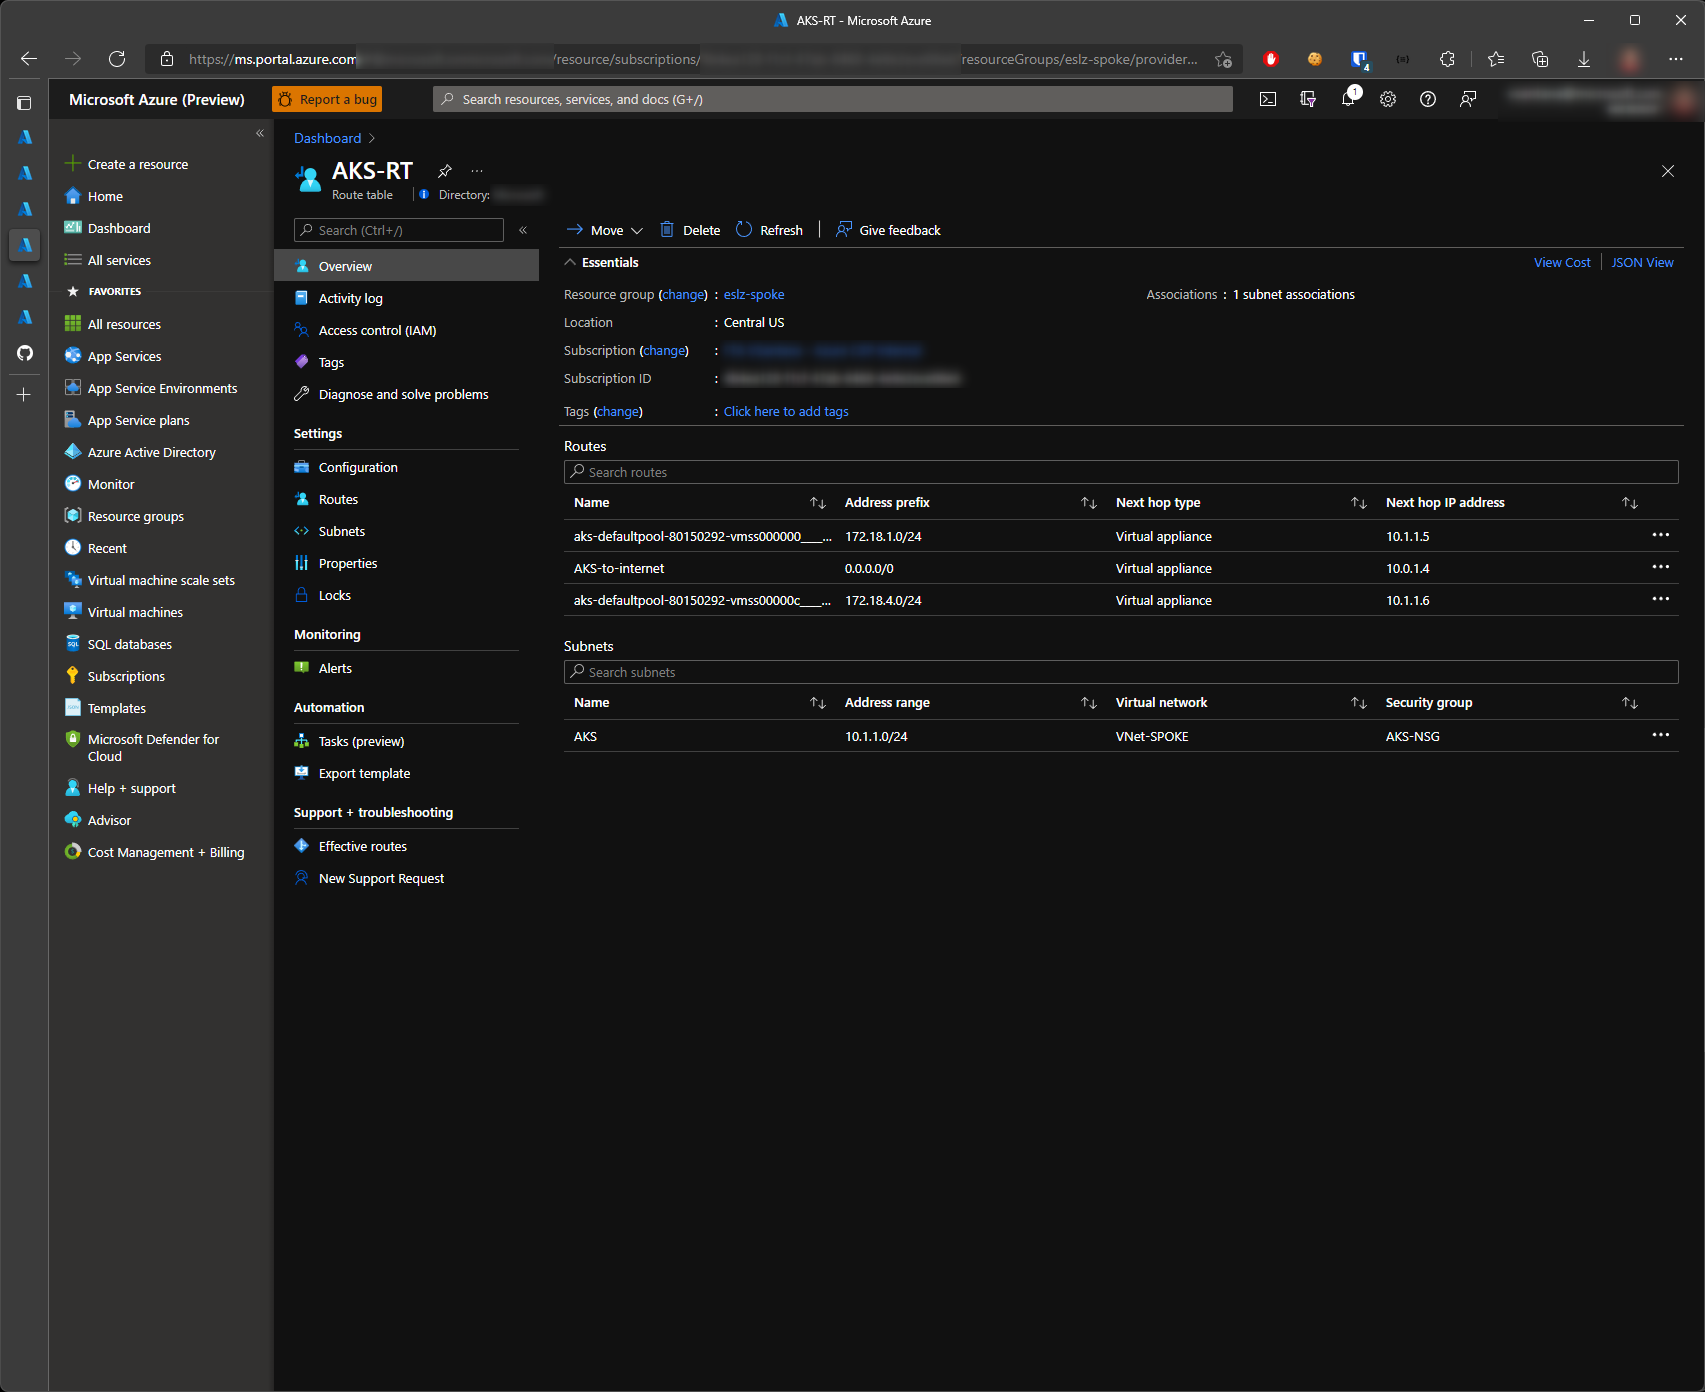 AKS-RT - Microsoft Azure
https://ms.portal.azure.com /resource/subscriptions/ resourceGroups/eslz-spoke/provider...
4
Microsoft Azure (Preview)
Report a bug
Search resources, services, and docs (G+/)
1
Create a resource
Home
Dashboard
All services
FAVORITES
All resources
App Services
App Service Environments
App Service plans
Azure Active Directory
Monitor
Resource groups
Recent
Virtual machine scale sets
Virtual machines
SQL databases
Subscriptions
Templates
Microsoft Defender for
Cloud
Help + support
Advisor
Cost Management + Billing
Dashboard
AKS-RT
Route table
Directory:
Search (Ctrl+/)
Overview
Activity log
Access control (IAM)
Tags
Diagnose and solve problems
Settings
Configuration
Routes
Subnets
Properties
Locks
Monitoring
Alerts
Automation
Tasks (preview)
Export template
Support + troubleshooting
Effective routes
New Support Request
Move
Delete
Refresh
Give feedback
Essentials
View Cost
JSON View
Resource group (change) : eslz-spoke
Associations : 1 subnet associations
Location : Central US
Subscription (change) :
Subscription ID :
Tags (change) : Click here to add tags
Routes
Search routes
Name Address prefix Next hop type Next hop IP address
aks-defaultpool-80150292-vmss000000___... 172.18.1.0/24 Virtual appliance 10.1.1.5
AKS-to-internet 0.0.0.0/0 Virtual appliance 10.0.1.4
aks-defaultpool-80150292-vmss00000c___... 172.18.4.0/24 Virtual appliance 10.1.1.6
Subnets
Search subnets
Name Address range Virtual network Security group
AKS 10.1.1.0/24 VNet-SPOKE AKS-NSG